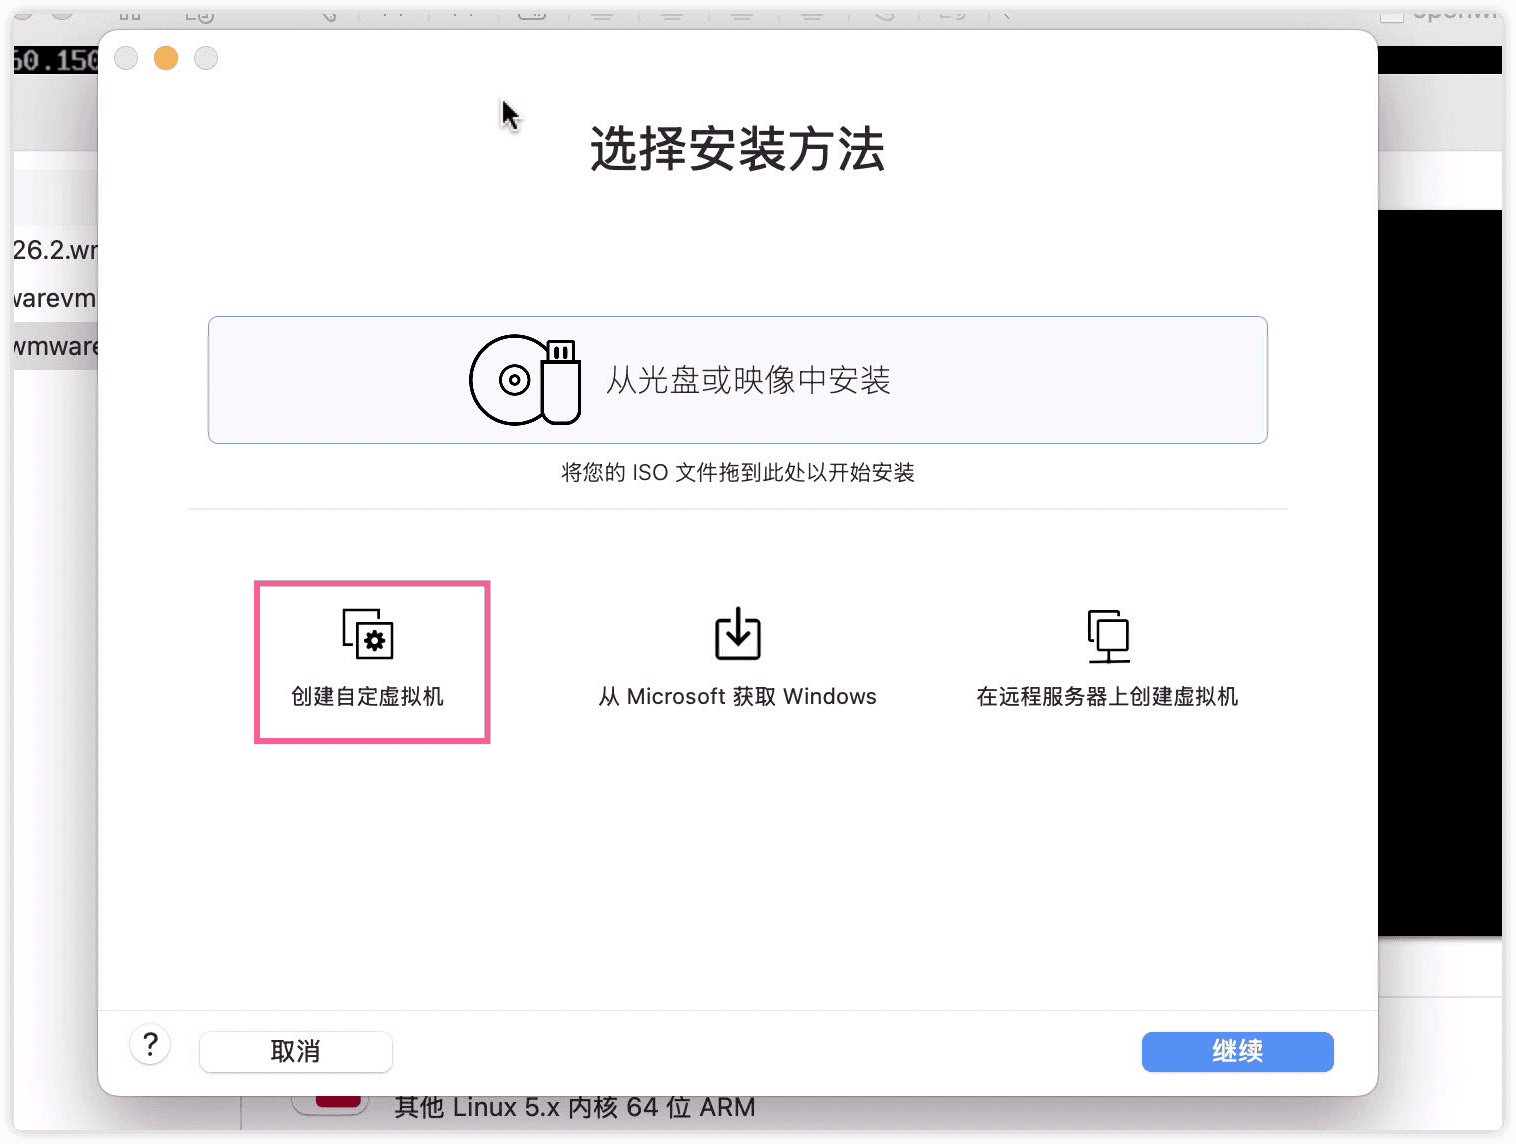 60.150
选择安装方法
26.2.wm
warevm
wmware
从光盘或映像中安装
将您的 ISO 文件拖到此处以开始安装
创建自定虚拟机
从 Microsoft 获取 Windows
在远程服务器上创建虚拟机
?
取消
继续
其他 Linux 5.x 内核 64 位 ARM